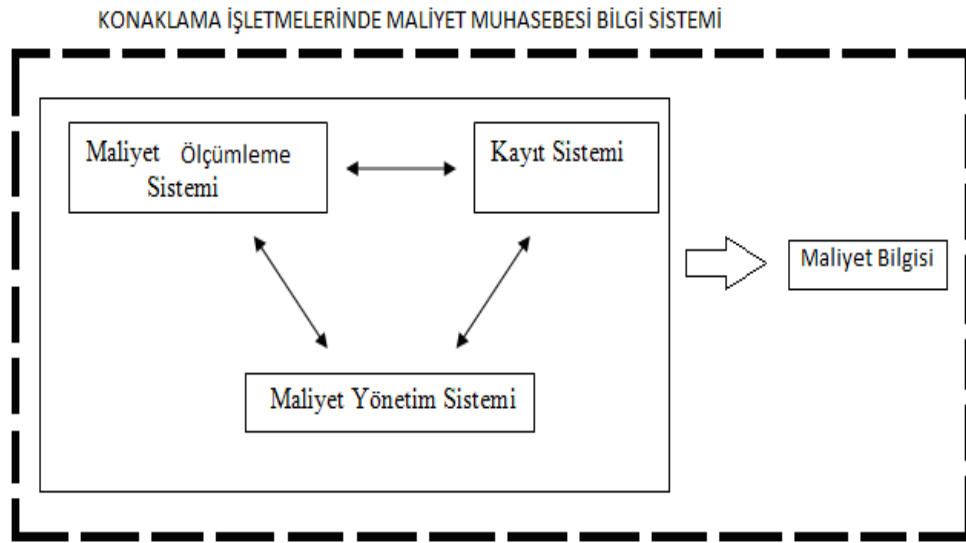 KONAKLAMA İŞLETMELERİNDE MALİYET MUHASEBESİ BİLGİ SİSTEMİ
Maliyet Ölçümleme
Sistemi
Kayıt Sistemi
Maliyet Bilgisi
Maliyet Yönetim Sistemi